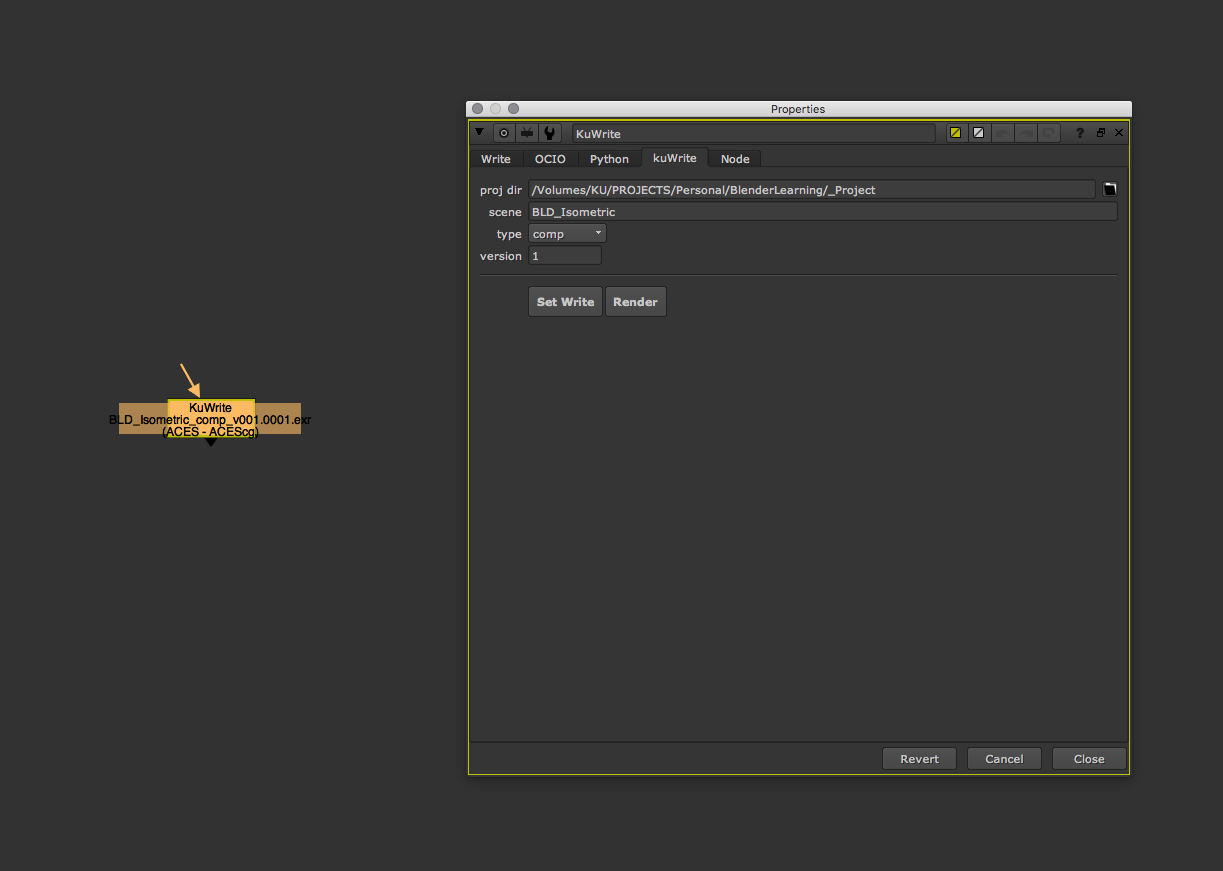 Properties
KuWrite
?
Write OCIO Python kuWrite Node
proj dir /Volumes/KU/PROJECTS/Personal/BlenderLearning/_Project
scene BLD_Isometric
type comp
version 1
Set Write Render
KuWrite
BLD_Isometric_comp_v001.0001.exr
(ACES - ACEScg)
Revert Cancel Close